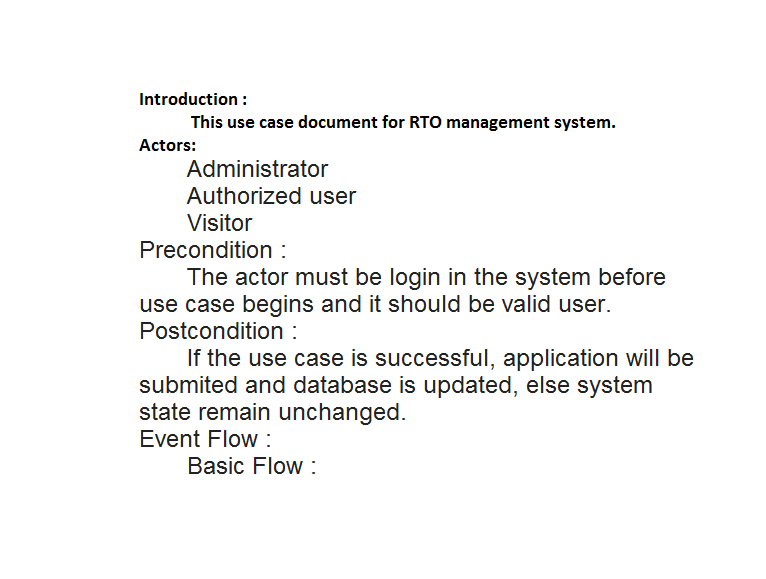 Introduction :
This use case document for RTO management system.
Actors:
Administrator
Authorized user
Visitor
Precondition :
The actor must be login in the system before
use case begins and it should be valid user.
Postcondition :
If the use case is successful, application will be
submited and database is updated, else system
state remain unchanged.
Event Flow :
Basic Flow :